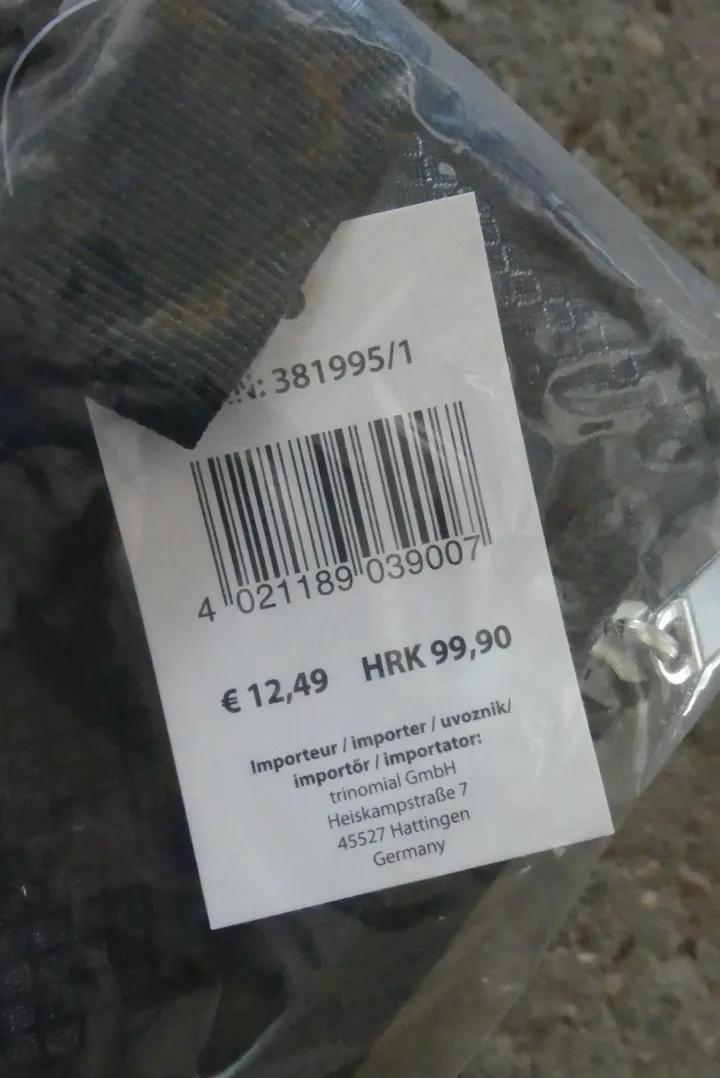 381995/1
4 021189 039007
€ 12,49 HRK 99,90
Importeur / importer / uvoznik/
importőr / importator:
trinomial GmbH
Heiskampstraße 7
45527 Hattingen
Germany